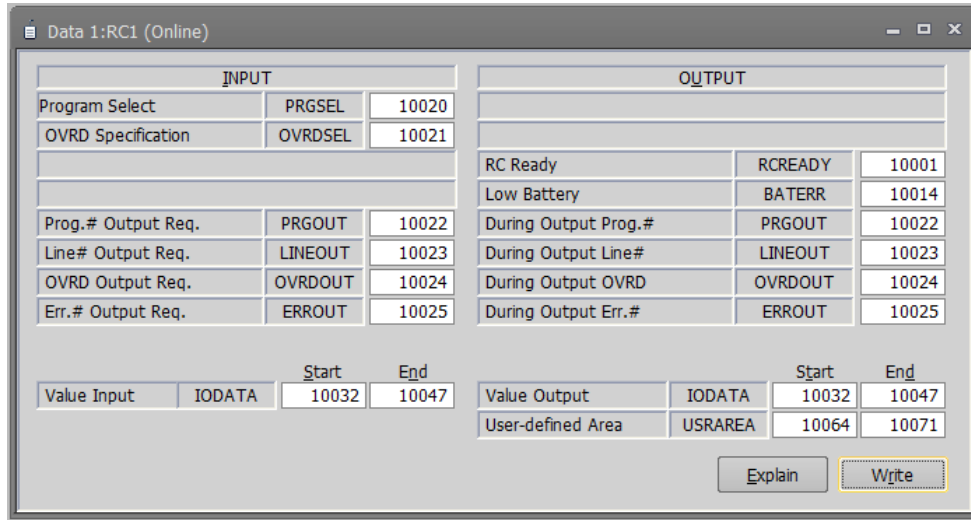 Data 1:RC1 (Online)
INPUT OUTPUT
Program Select PRGSEL 10020
OVRD Specification OVRDSEL 10021
RC Ready RCREADY 10001
Low Battery BATERR 10014
Prog.# Output Req. PRGOUT 10022 During Output Prog.# PRGOUT 10022
Line# Output Req. LINEOUT 10023 During Output Line# LINEOUT 10023
OVRD Output Req. OVRDOUT 10024 During Output OVRD OVRDOUT 10024
Err.# Output Req. ERROUT 10025 During Output Err.# ERROUT 10025
Start End Start End
Value Input IODATA 10032 10047 Value Output IODATA 10032 10047
User-defined Area USRAREA 10064 10071
Explain Write